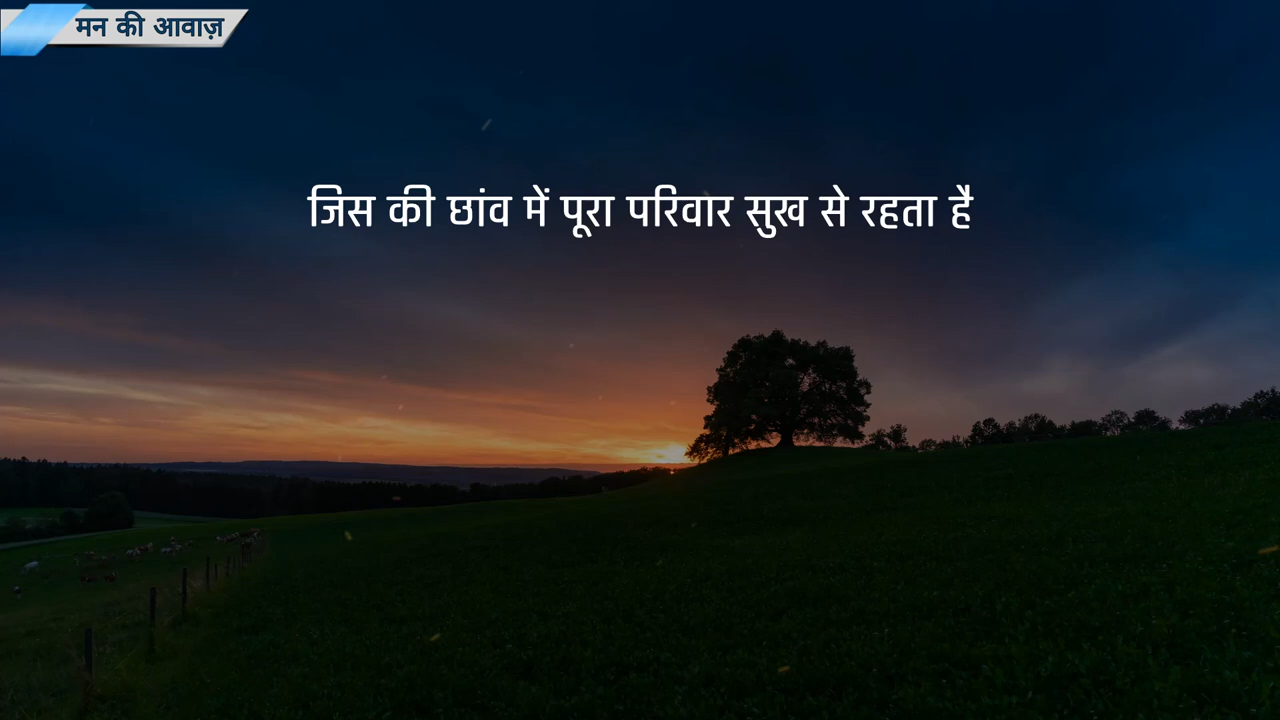 मन की आवाज़
जिस की छांव में पूरा परिवार सुख से रहता है